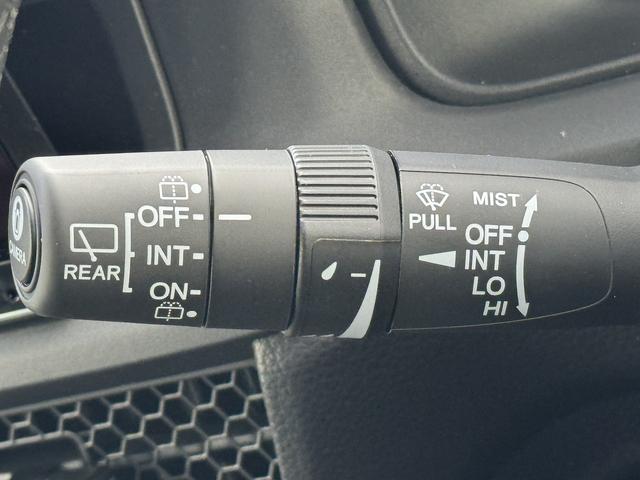 CAMERA
REAR
OFF
INT
ON
PULL
MIST
OFF
INT
LO
HI